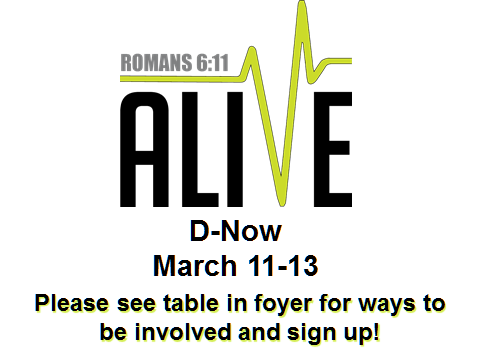 ROMANS 6:11
ALIVE
D-Now
March 11-13
Please see table in foyer for ways to
be involved and sign up!